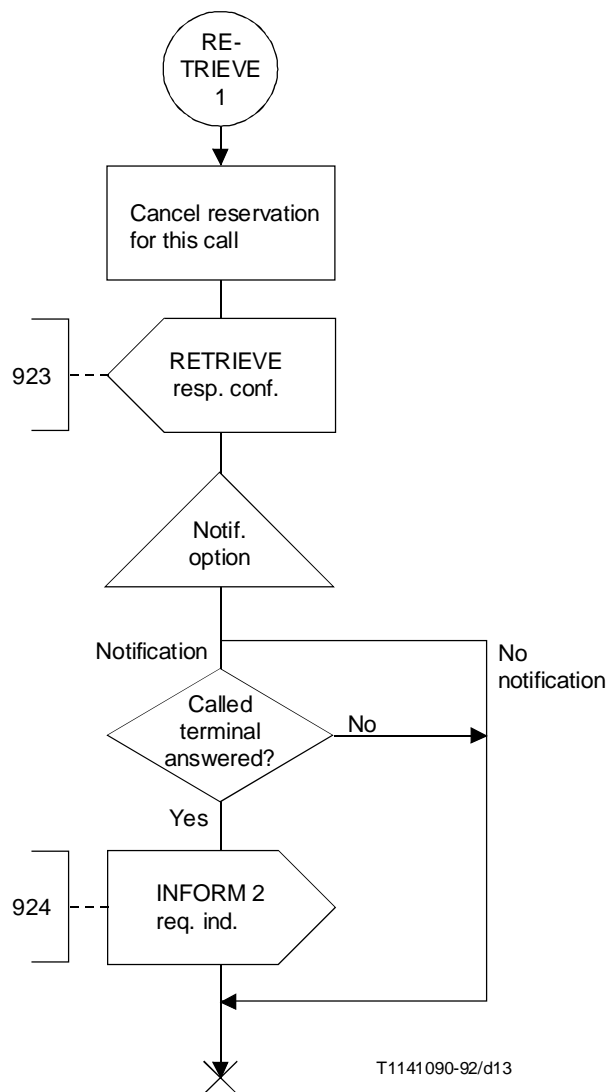 RE-
TRIEVE
1
Cancel reservation
for this call
923
RETRIEVE
resp. conf.
Notif.
option
Notification
No
notification
Called
terminal
answered?
No
Yes
924
INFORM 2
req. ind.
T1141090-92/d13